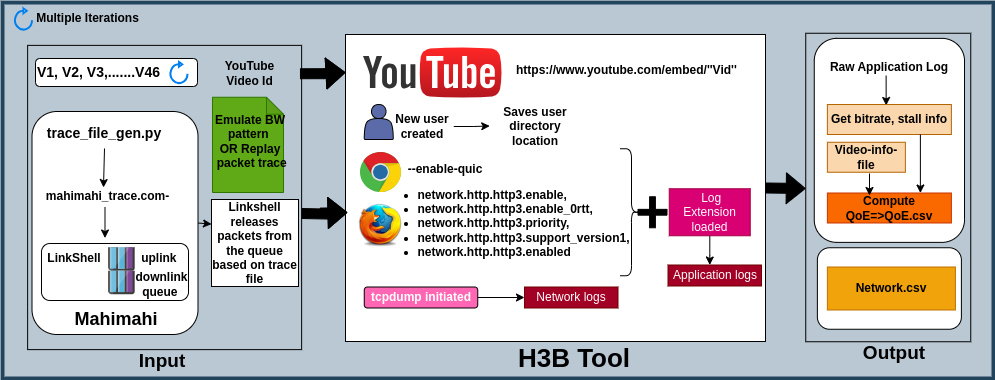 Multiple Iterations
V1, V2, V3,.......V46
YouTube
Video Id
trace_file_gen.py
mahimahi_trace.com-
LinkShell
uplink
downlink
queue
Mahimahi
Emulate BW
pattern
OR Replay
packet trace
Linkshell
releases
packets from
the queue
based on trace
file
Input
YouTube
https://www.youtube.com/embed/"Vid"
New user
created
Saves user
directory
location
--enable-quic
network.http.http3.enable,
network.http.http3.enable_0rtt,
network.http.http3.priority,
network.http.http3.support_version1,
network.http.http3.enabled
Log
Extension
loaded
Application logs
tcpdump initiated
Network logs
H3B Tool
Raw Application Log
Get bitrate, stall info
Video-info-
file
Compute
QoE=>QoE.csv
Network.csv
Output